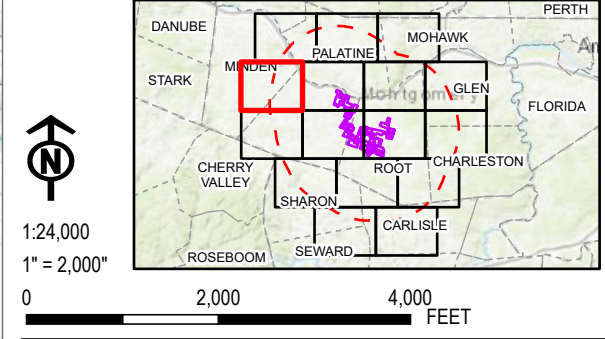 PERTH
DANUBE
MOHAWK
PALATINE
MINDEN
STARK
GLEN
Montgomery
FLORIDA
CHERRY
VALLEY
ROOT
CHARLESTON
SHARON
CARLISLE
SEWARD
ROSEBOOM
N
1:24,000
1" = 2,000"
0 2,000 4,000
FEET